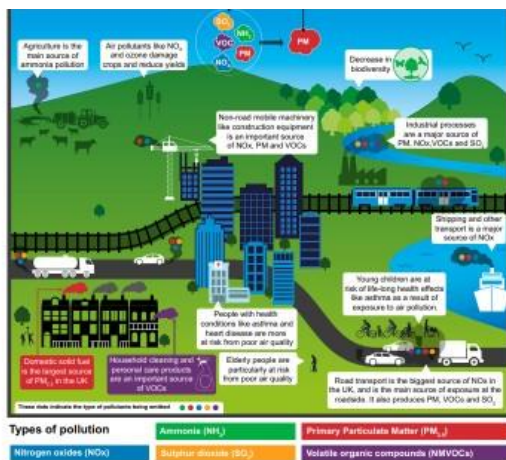 SO₂
NH₃
VOC
PM
NOₓ
PM
Agriculture is the
main source of
ammonia pollution
Air pollutants like NOₓ
and ozone damage
crops and reduce yields
Decrease in
biodiversity
Non-road mobile machinery
like construction equipment
is an important source
of NOx, PM and VOCs
Industrial processes
are a major source of
PM, NOx,VOCs and SO₂
Shipping and other
transport is a major
source of NOx
Young children are at
risk of life-long health effects
like asthma as a result of
exposure to air pollution.
People with health
conditions like asthma and
heart disease are more
at risk from poor air quality
Domestic solid fuel
is the largest source
of PM₂.₅ in the UK
Household cleaning and
personal care products
are an important source
of VOCs
Elderly people are
particularly at risk
from poor air quality
Road transport is the biggest source of NOx in
the UK, and is the main source of exposure at the
roadside. It also produces PM, VOCs and SO₂
These dots indicate the type of pollutants being emitted
Types of pollution
Ammonia (NH₃)
Primary Particulate Matter (PM₂.₅)
Nitrogen oxides (NOx)
Sulphur dioxide (SO₂)
Volatile organic compounds (NMVOCs)